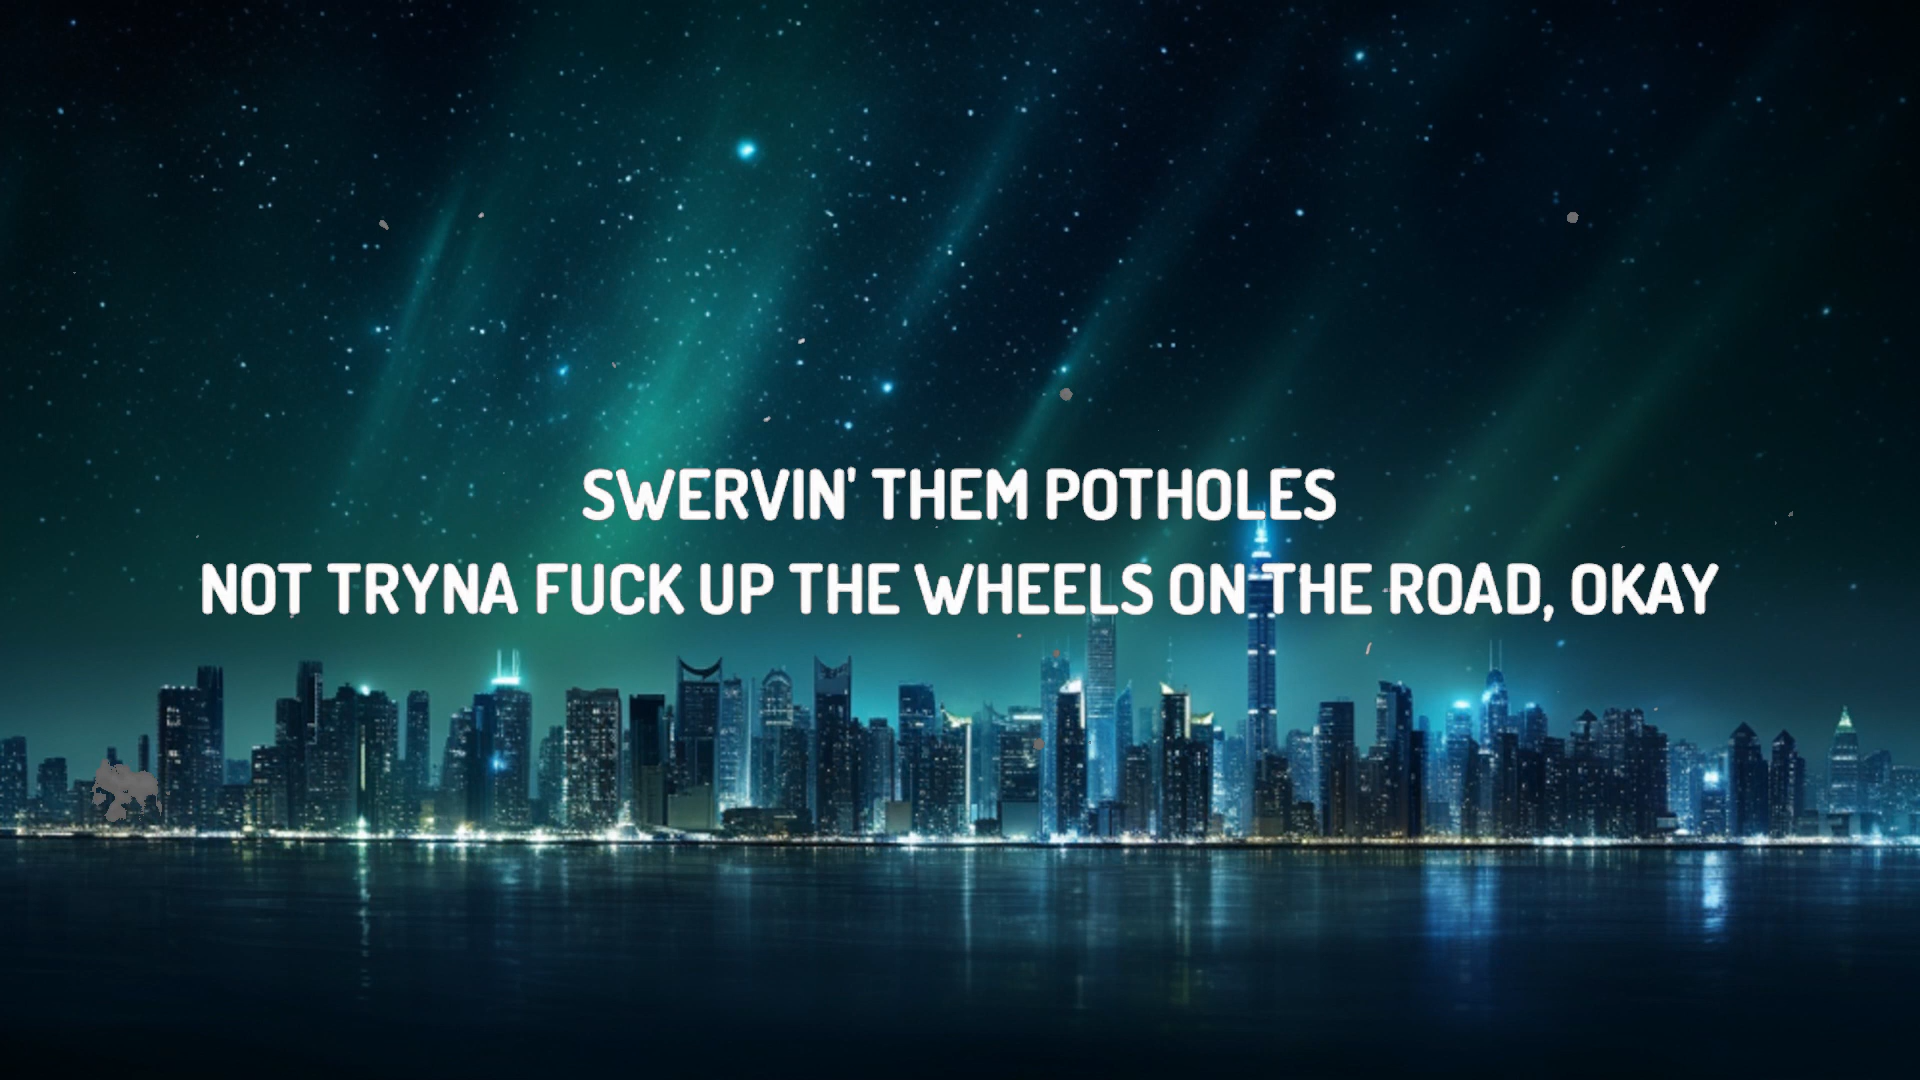 SWERVIN' THEM POTHOLES
NOT TRYNA FUCK UP THE WHEELS ON THE ROAD, OKAY